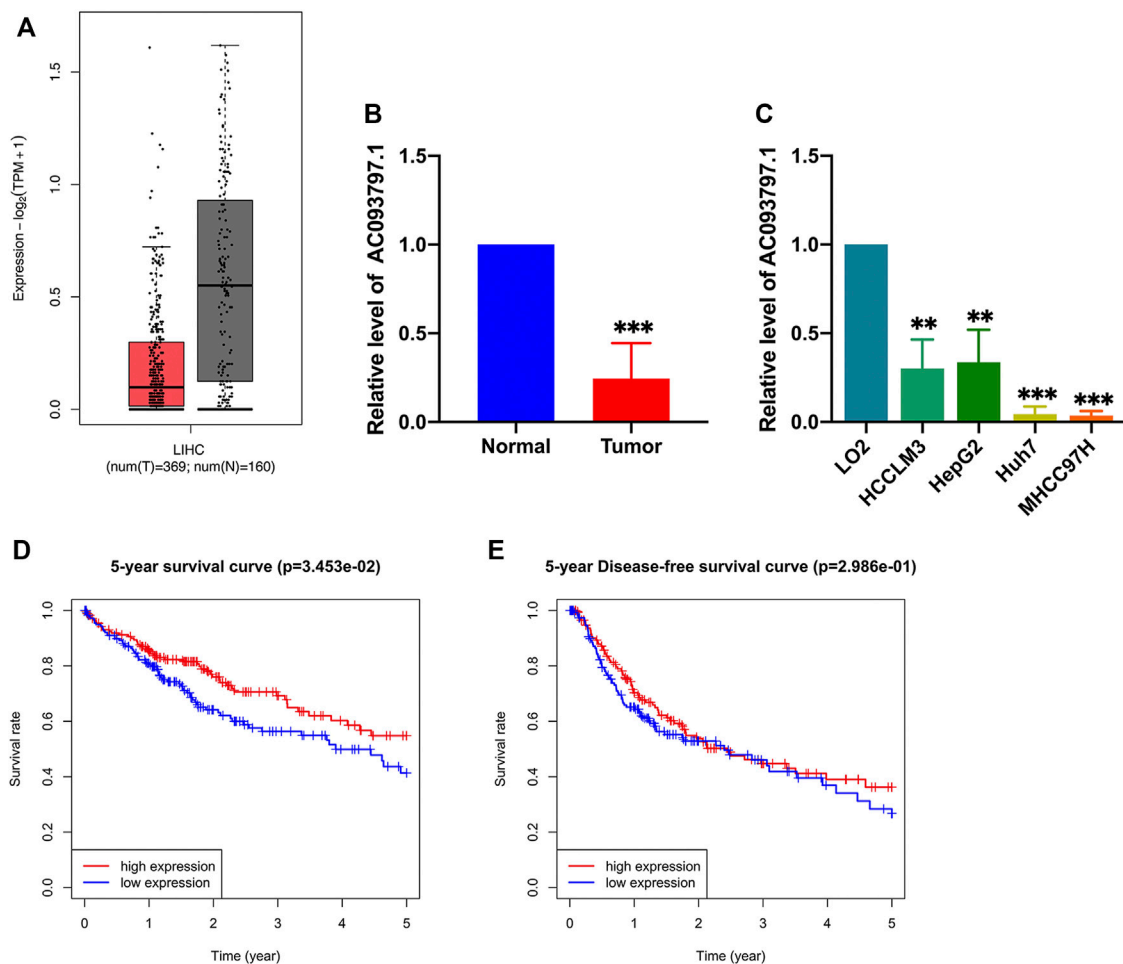 A
Expression – log2(TPM + 1)
1.5
1.0
0.5
0.0
LIHC
(num(T)=369; num(N)=160)
B
Relative level of AC093797.1
1.5
1.0
0.5
0.0
***
Normal
Tumor
C
Relative level of AC093797.1
1.5
1.0
0.5
0.0
**
**
***
***
LO2
HCCLM3
HepG2
Huh7
MHCC97H
D
5-year survival curve (p=3.453e-02)
Survival rate
1.0
0.8
0.6
0.4
0.2
0.0
high expression
low expression
0 1 2 3 4 5
Time (year)
E
5-year Disease-free survival curve (p=2.986e-01)
Survival rate
1.0
0.8
0.6
0.4
0.2
0.0
high expression
low expression
0 1 2 3 4 5
Time (year)